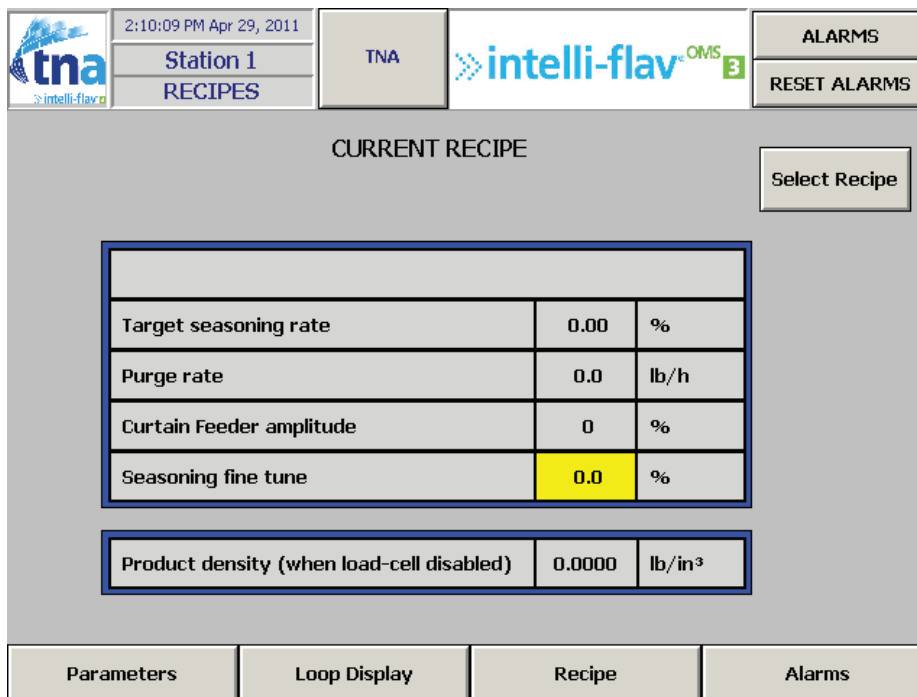 2:10:09 PM Apr 29, 2011
Station 1
RECIPES
tna
intelli-flav
TNA
intelli-flav OMS 3
ALARMS
RESET ALARMS
CURRENT RECIPE
Select Recipe
Target seasoning rate 0.00 %
Purge rate 0.0 lb/h
Curtain Feeder amplitude 0 %
Seasoning fine tune 0.0 %
Product density (when load-cell disabled) 0.0000 lb/in³
Parameters Loop Display Recipe Alarms